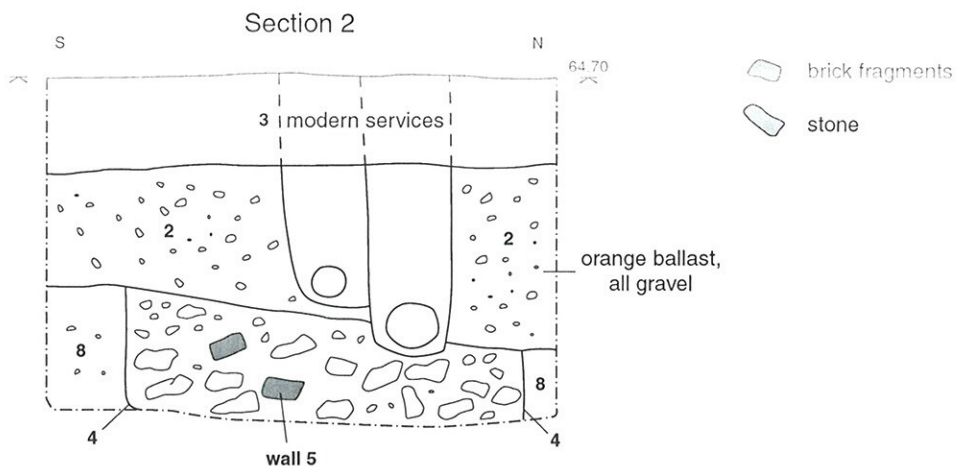 Section 2
S
N
64.70
brick fragments
stone
3 modern services
2
2
orange ballast,
all gravel
8
8
4
4
wall 5